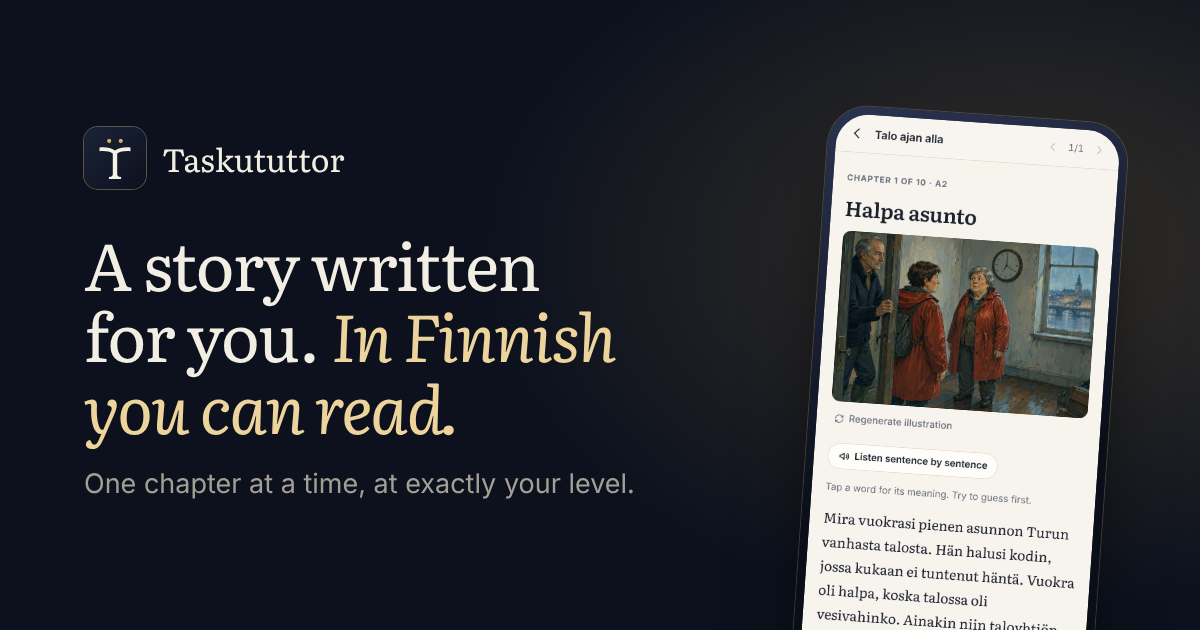 Taskututtor
A story written
for you. In Finnish
you can read.
One chapter at a time, at exactly your level.
Talo ajan alla
1/1
CHAPTER 1 OF 10 · A2
Halpa asunto
Regenerate illustration
Listen sentence by sentence
Tap a word for its meaning. Try to guess first.
Mira vuokrasi pienen asunnon Turun
vanhasta talosta. Hän halusi kodin,
jossa kukaan ei tuntenut häntä. Vuokra
oli halpa, koska talossa oli
vesivahinko. Ainakin niin taloyhtiön